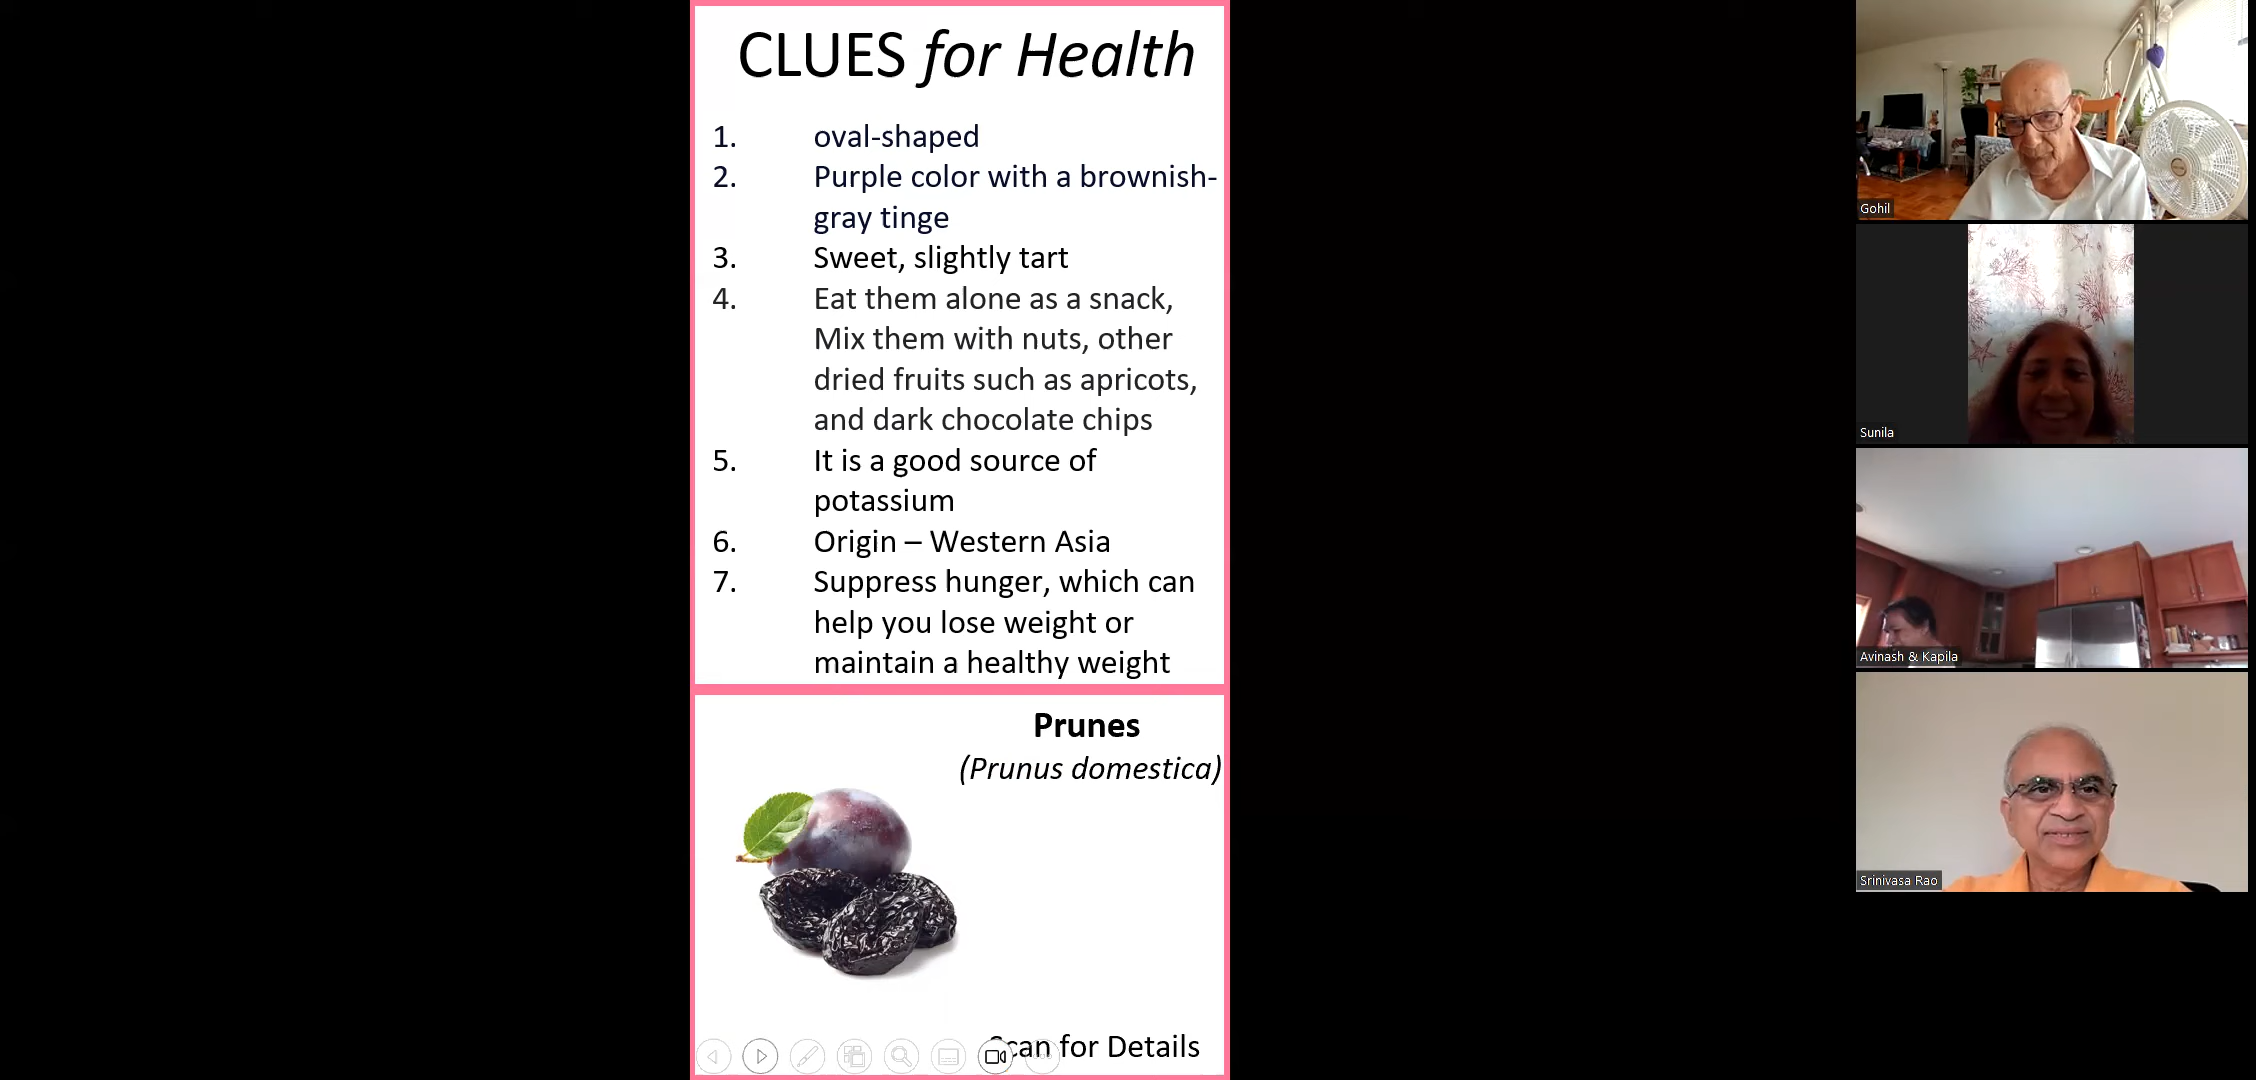 CLUES for Health
1. oval-shaped
2. Purple color with a brownish-
gray tinge
3. Sweet, slightly tart
4. Eat them alone as a snack,
Mix them with nuts, other
dried fruits such as apricots,
and dark chocolate chips
5. It is a good source of
potassium
6. Origin – Western Asia
7. Suppress hunger, which can
help you lose weight or
maintain a healthy weight
Prunes
(Prunus domestica)
Scan for Details
Gohil
Sunila
Avinash & Kapila
Srinivasa Rao